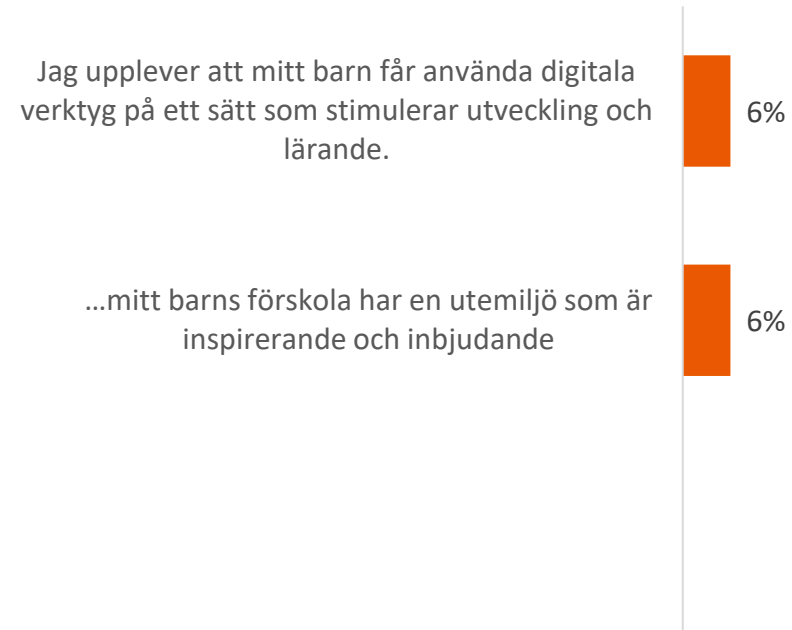 Jag upplever att mitt barn får använda digitala
verktyg på ett sätt som stimulerar utveckling och
lärande.
6%
…mitt barns förskola har en utemiljö som är
inspirerande och inbjudande
6%